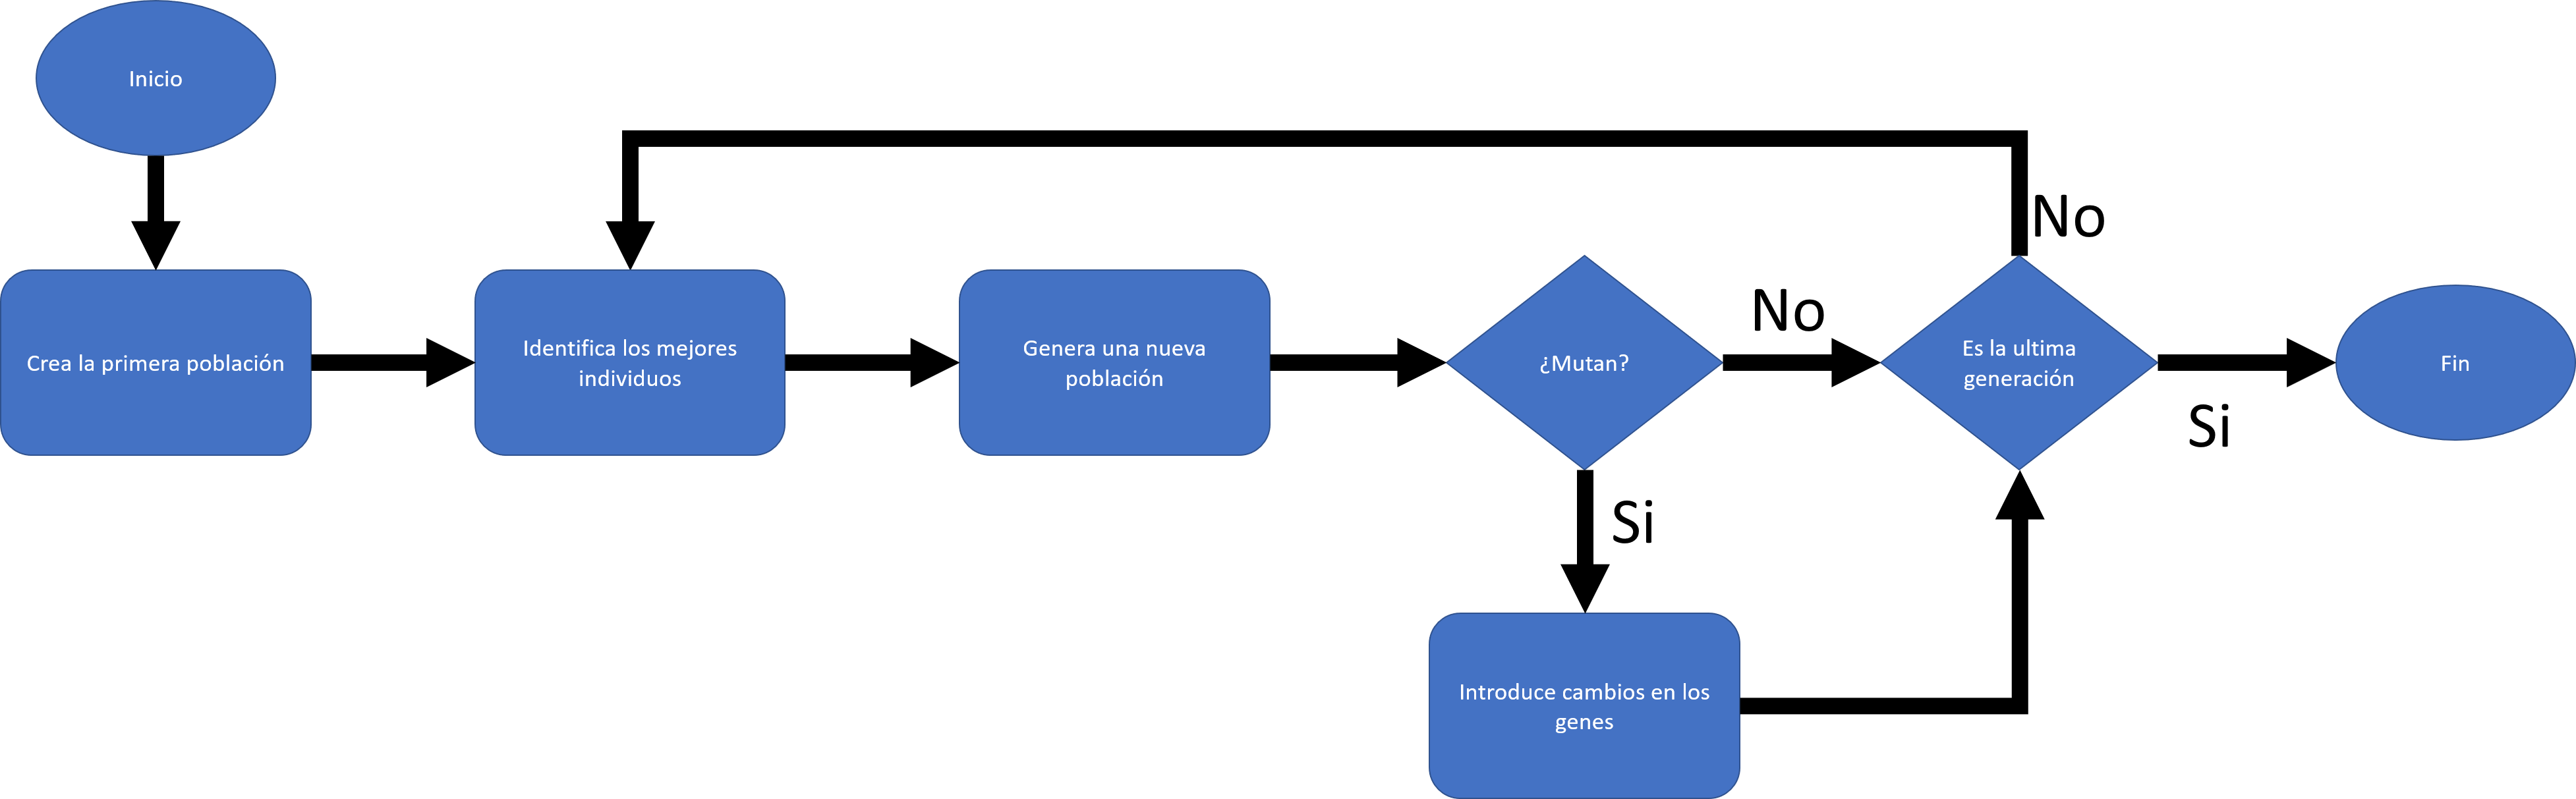 Inicio
Crea la primera población
Identifica los mejores
individuos
Genera una nueva
población
¿Mutan?
No
Si
Introduce cambios en los
genes
Es la ultima
generación
No
Si
Fin